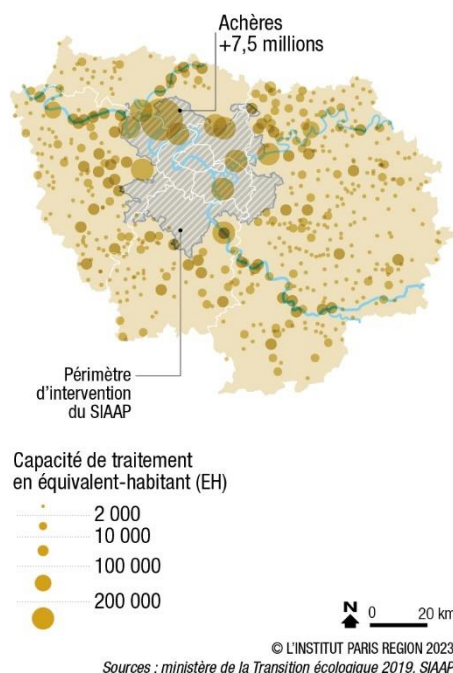 Achères
+7,5 millions
Périmètre
d'intervention
du SIAAP
Capacité de traitement
en équivalent-habitant (EH)
2 000
10 000
100 000
200 000
N 0 20 km
© L'INSTITUT PARIS REGION 2023
Sources : ministère de la Transition écologique 2019, SIAAP